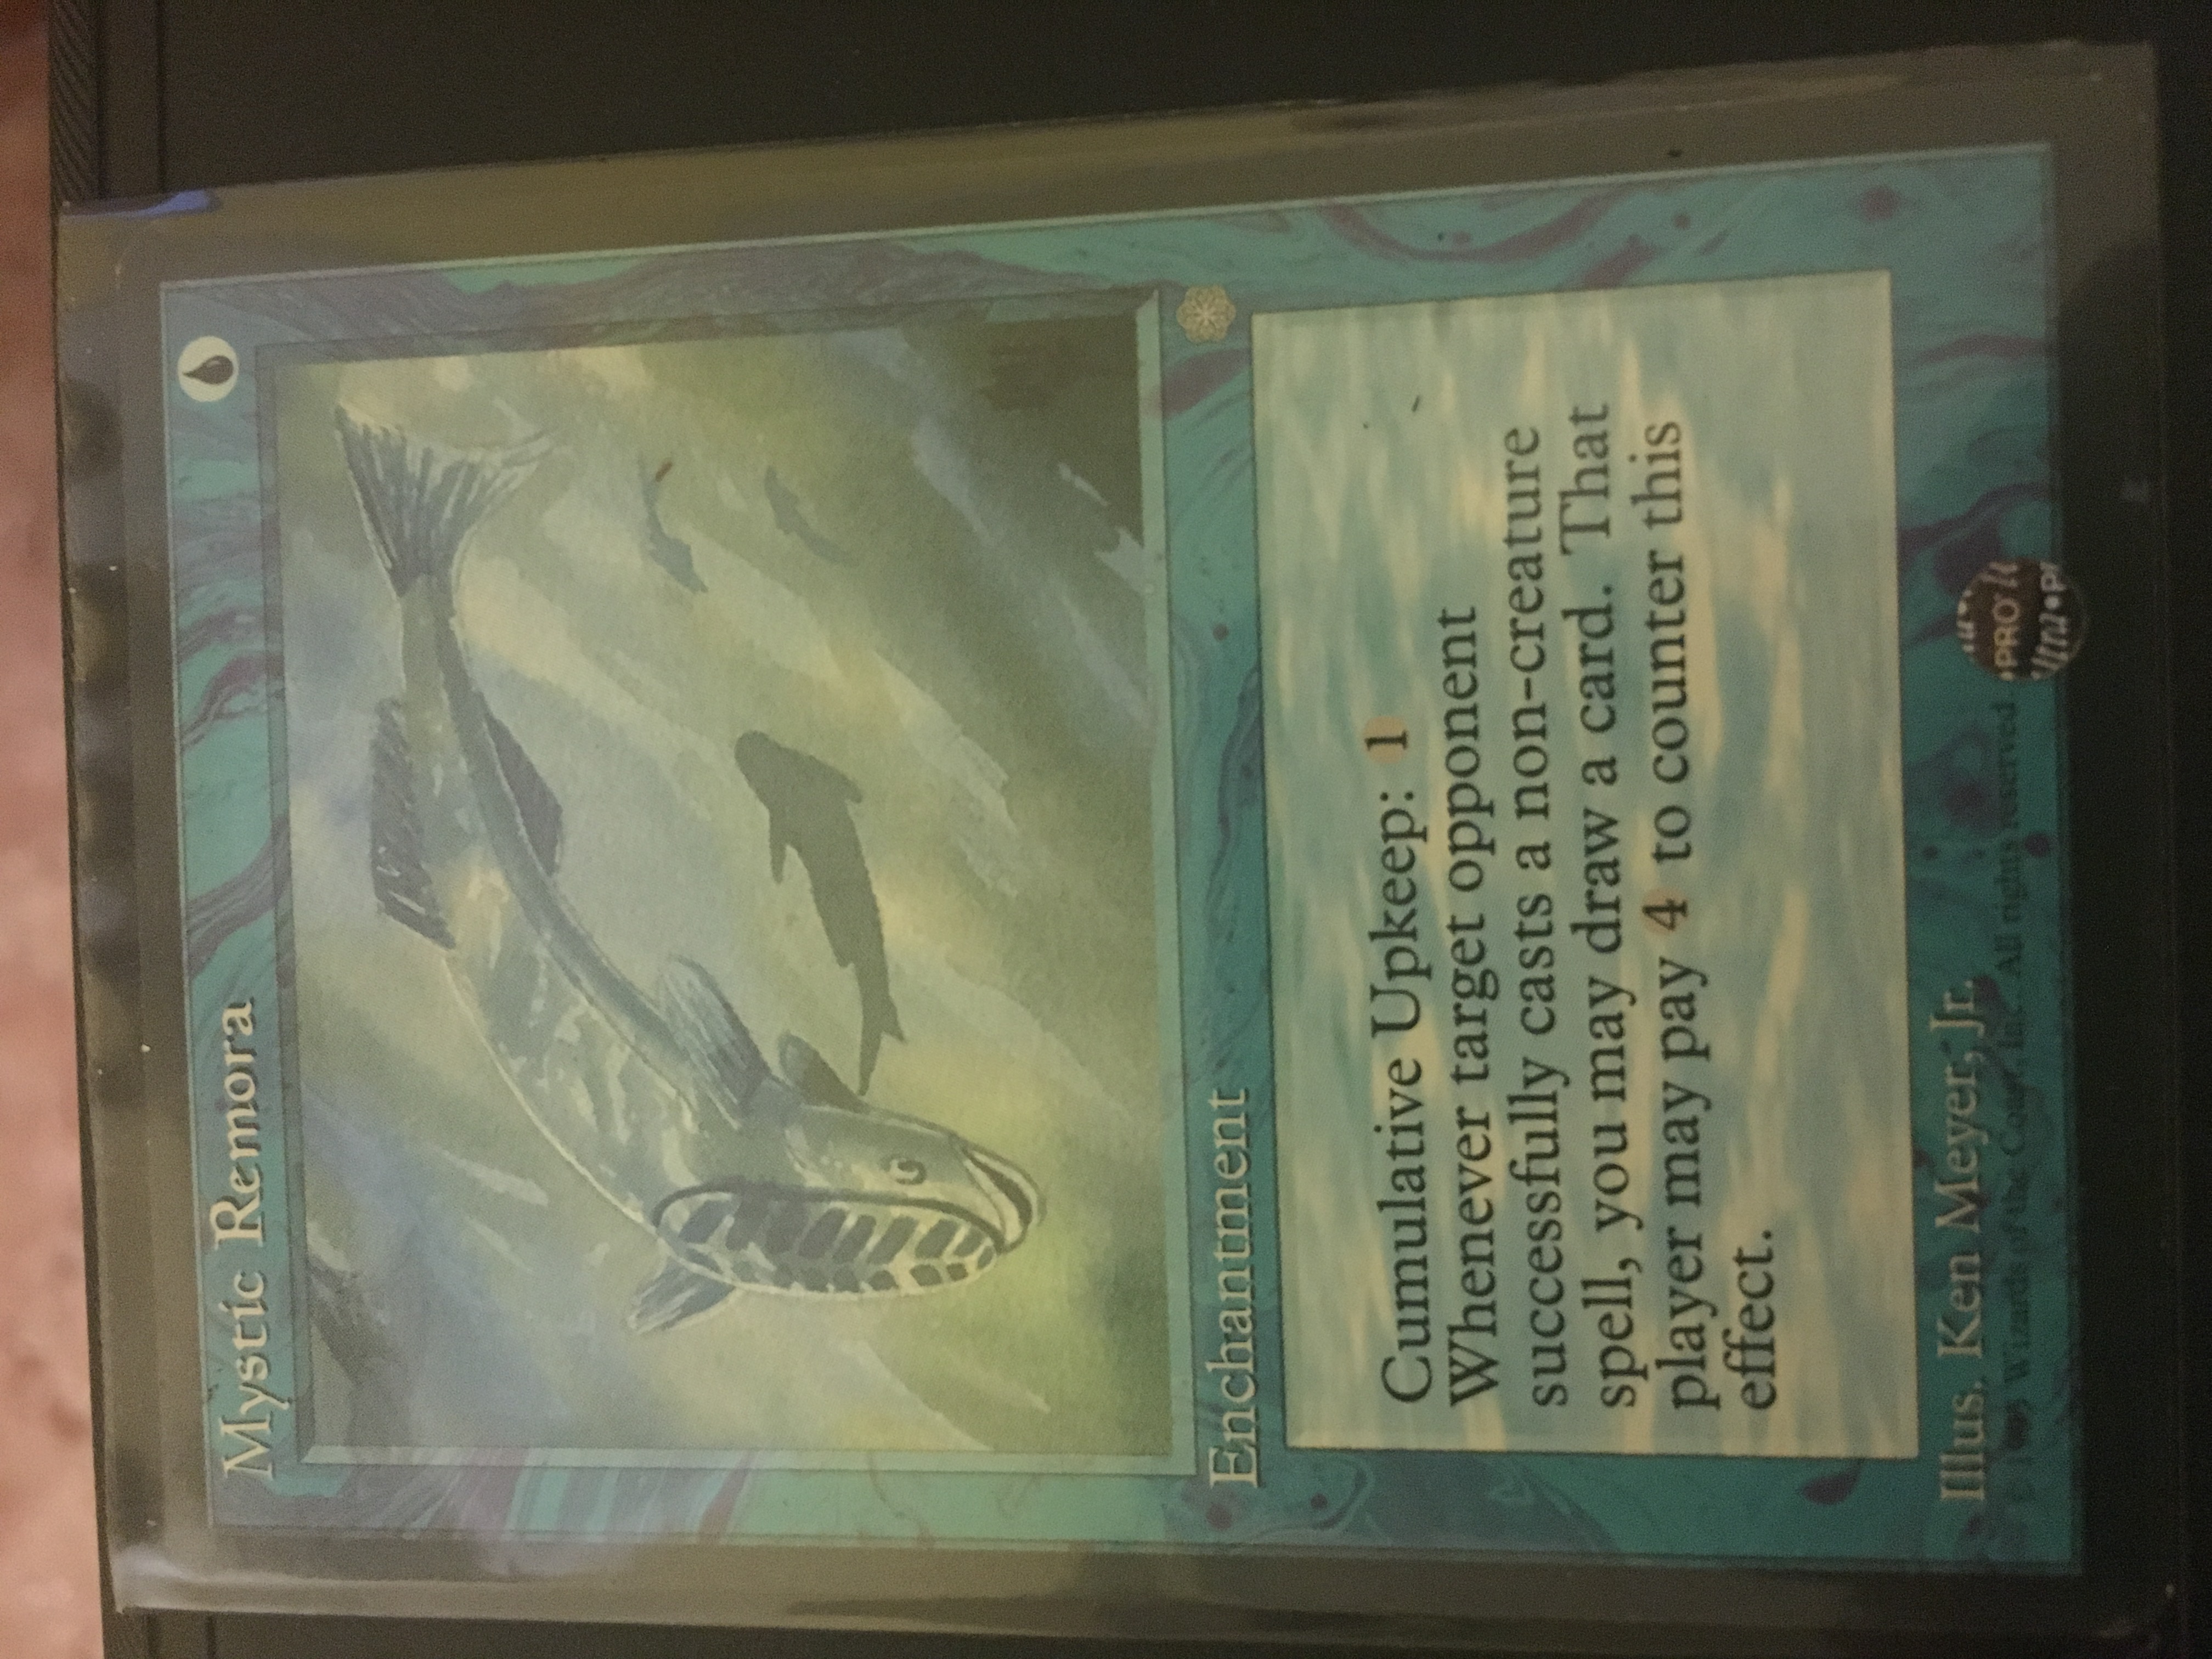 Mystic Remora
Enchantment
Cumulative Upkeep: 1
Whenever target opponent
successfully casts a non-creature
spell, you may draw a card. That
player may pay 4 to counter this
effect.
Illus. Ken Meyer, Jr.
© 1995 Wizards of the Coast, Inc. All rights reserved.
•PRO
•P